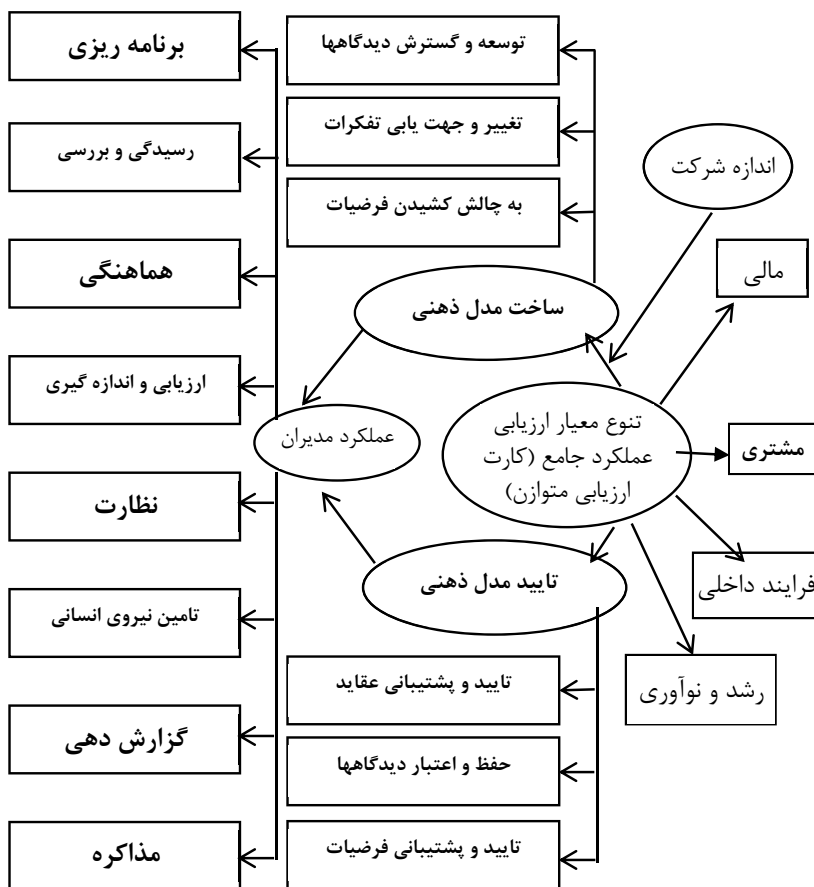 برنامه ریزی
رسیدگی و بررسی
هماهنگی
ارزیابی و اندازه گیری
نظارت
تامین نیروی انسانی
گزارش دهی
مذاکره
توسعه و گسترش دیدگاهها
تغییر و جهت یابی تفکرات
به چالش کشیدن فرضیات
ساخت مدل ذهنی
عملکرد مدیران
تایید مدل ذهنی
تایید و پشتیبانی عقاید
حفظ و اعتبار دیدگاهها
تایید و پشتیبانی فرضیات
اندازه شرکت
تنوع معیار ارزیابی
عملکرد جامع (کارت
ارزیابی متوازن)
مالی
مشتری
فرایند داخلی
رشد و نوآوری